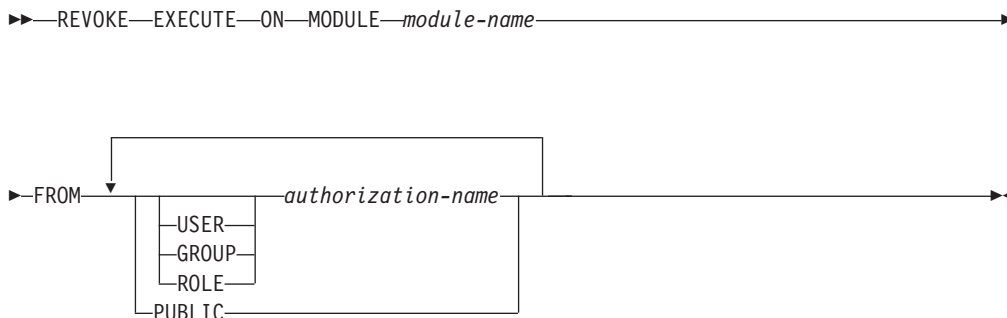 REVOKE EXECUTE ON MODULE module-name
FROM authorization-name
USER
GROUP
ROLE
PUBLIC